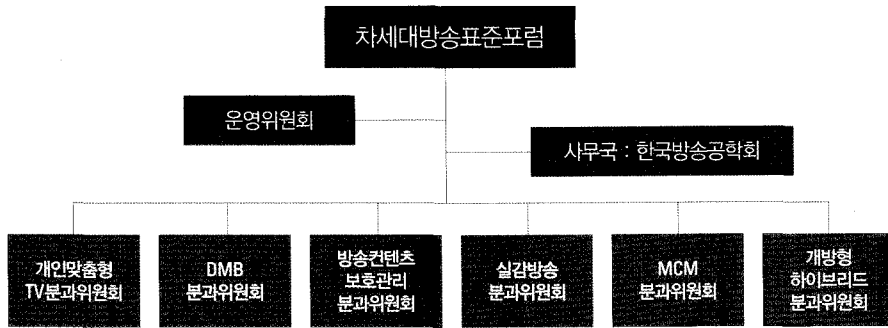 차세대방송표준포럼
운영위원회
사무국 : 한국방송공학회
개인맞춤형
TV분과위원회
DMB
분과위원회
방송컨텐츠
보호관리
분과위원회
실감방송
분과위원회
MCM
분과위원회
개방형
하이브리드
분과위원회